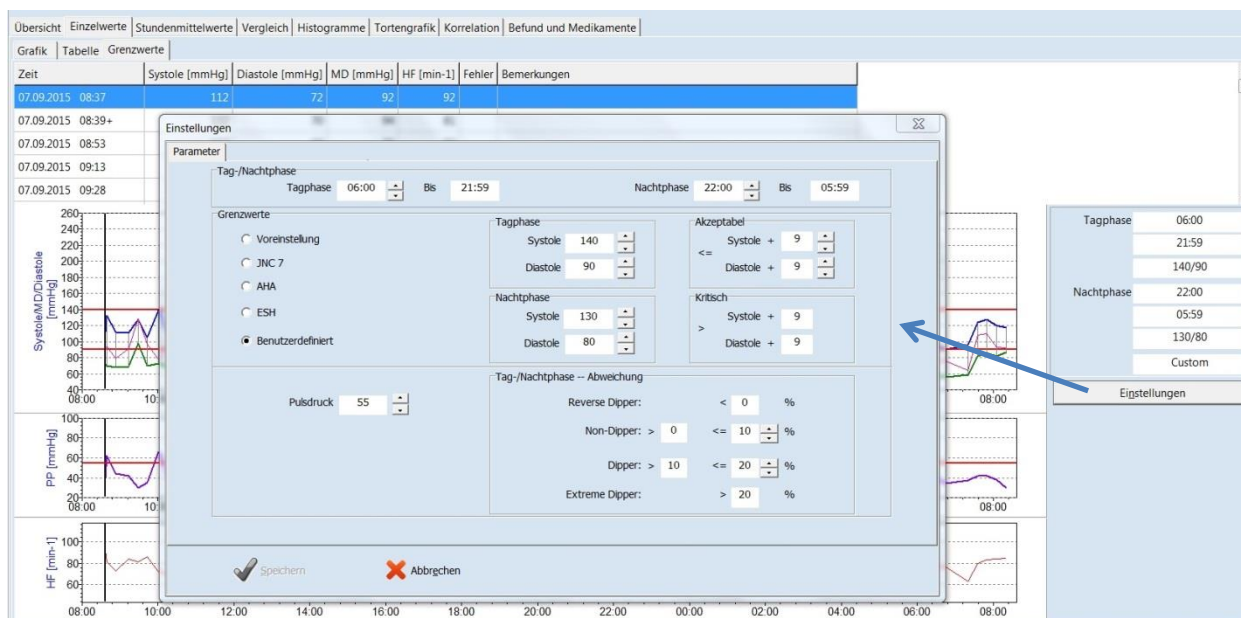 Übersicht Einzelwerte Stundenmittelwerte Vergleich Histogramme Tortengrafik Korrelation Befund und Medikamente
Grafik Tabelle Grenzwerte
Zeit Systole [mmHg] Diastole [mmHg] MD [mmHg] HF [min-1] Fehler Bemerkungen
07.09.2015 08:37 112 72 92 92
07.09.2015 08:39+
07.09.2015 08:53
07.09.2015 09:13
07.09.2015 09:28
Einstellungen
Parameter
Tag-/Nachtphase
Tagphase 06:00 Bis 21:59 Nachtphase 22:00 Bis 05:59
Grenzwerte
Voreinstellung
JNC 7
AHA
ESH
Benutzerdefiniert
Tagphase
Systole 140
Diastole 90
Akzeptabel
<=
Systole + 9
Diastole + 9
Nachtphase
Systole 130
Diastole 80
Kritisch
>
Systole + 9
Diastole + 9
Pulsdruck 55
Tag-/Nachtphase -- Abweichung
Reverse Dipper: < 0 %
Non-Dipper: > 0 <= 10 %
Dipper: > 10 <= 20 %
Extreme Dipper: > 20 %
Speichern Abbrechen
Tagphase 06:00
21:59
140/90
Nachtphase 22:00
05:59
130/80
Custom
Einstellungen
Systole/MD/Diastole
[mmHg]
260
240
220
200
180
160
140
120
100
80
60
40
08:00 10:0 08:00
PP [mmHg]
100
80
60
40
20
08:00 10: 08:00
HF [min-1]
100
80
60
08:00 10:00 12:00 14:00 16:00 18:00 20:00 22:00 00:00 02:00 04:00 06:00 08:00